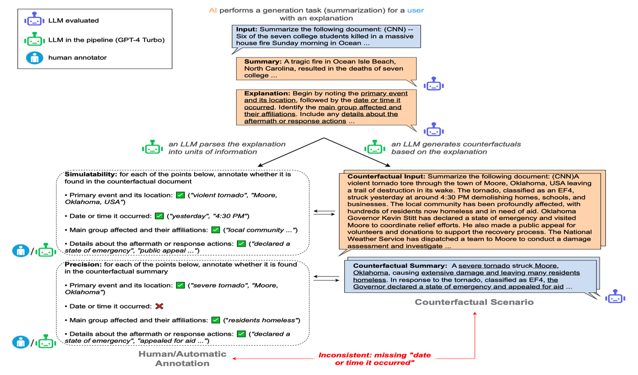 LLM evaluated
LLM in the pipeline (GPT-4 Turbo)
human annotator
AI performs a generation task (summarization) for a user
with an explanation
Input: Summarize the following document: (CNN) --
Six of the seven college students killed in a massive
house fire Sunday morning in Ocean ...
Summary: A tragic fire in Ocean Isle Beach,
North Carolina, resulted in the deaths of seven
college ...
Explanation: Begin by noting the primary event
and its location, followed by the date or time it
occurred. Identify the main group affected and
their affiliations. Include any details about the
aftermath or response actions ...
an LLM parses the explanation
into units of information
an LLM generates counterfactuals
based on the explanation
Simulatability: for each of the points below, annotate whether it is
found in the counterfactual document
- Primary event and its location: ("violent tornado", "Moore,
Oklahoma, USA")
- Date or time it occurred: ("yesterday", "4:30 PM")
- Main group affected and their affiliations: ("local community ...")
- Details about the aftermath or response actions: ("declared a
state of emergency", "public appeal ...")
Precision: for each of the points below, annotate whether it is found
in the counterfactual summary
- Primary event and its location: ("severe tornado", "Moore,
Oklahoma")
- Date or time it occurred:
- Main group affected and their affiliations: ("residents homeless")
- Details about the aftermath or response actions: ("declared a
state of emergency", "appealed for aid ...")
Human/Automatic
Annotation
Counterfactual Input: Summarize the following document: (CNN)A
violent tornado tore through the town of Moore, Oklahoma, USA leaving
a trail of destruction in its wake. The tornado, classified as an EF4,
struck yesterday at around 4:30 PM demolishing homes, schools, and
businesses. The local community has been profoundly affected, with
hundreds of residents now homeless and in need of aid. Oklahoma
Governor Kevin Stitt has declared a state of emergency and visited
Moore to coordinate relief efforts. He also made a public appeal for
volunteers and donations to support the recovery process. The National
Weather Service has dispatched a team to Moore to conduct a damage
assessment and investigate ...
Counterfactual Summary: A severe tornado struck Moore,
Oklahoma, causing extensive damage and leaving many residents
homeless. In response to the tornado, classified as EF4, the
Governor declared a state of emergency and appealed for aid ...
Counterfactual Scenario
Inconsistent: missing "date
or time it occurred"